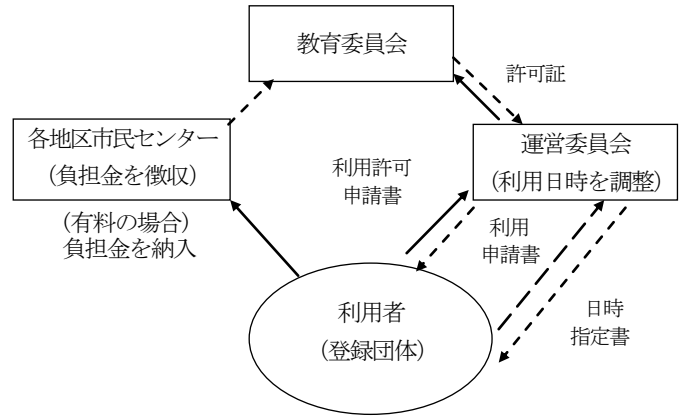 教育委員会
許可証
各地区市民センター
(負担金を徴収)
運営委員会
(利用日時を調整)
利用許可
申請書
(有料の場合)
負担金を納入
利用
申請書
利用者
(登録団体)
日時
指定書